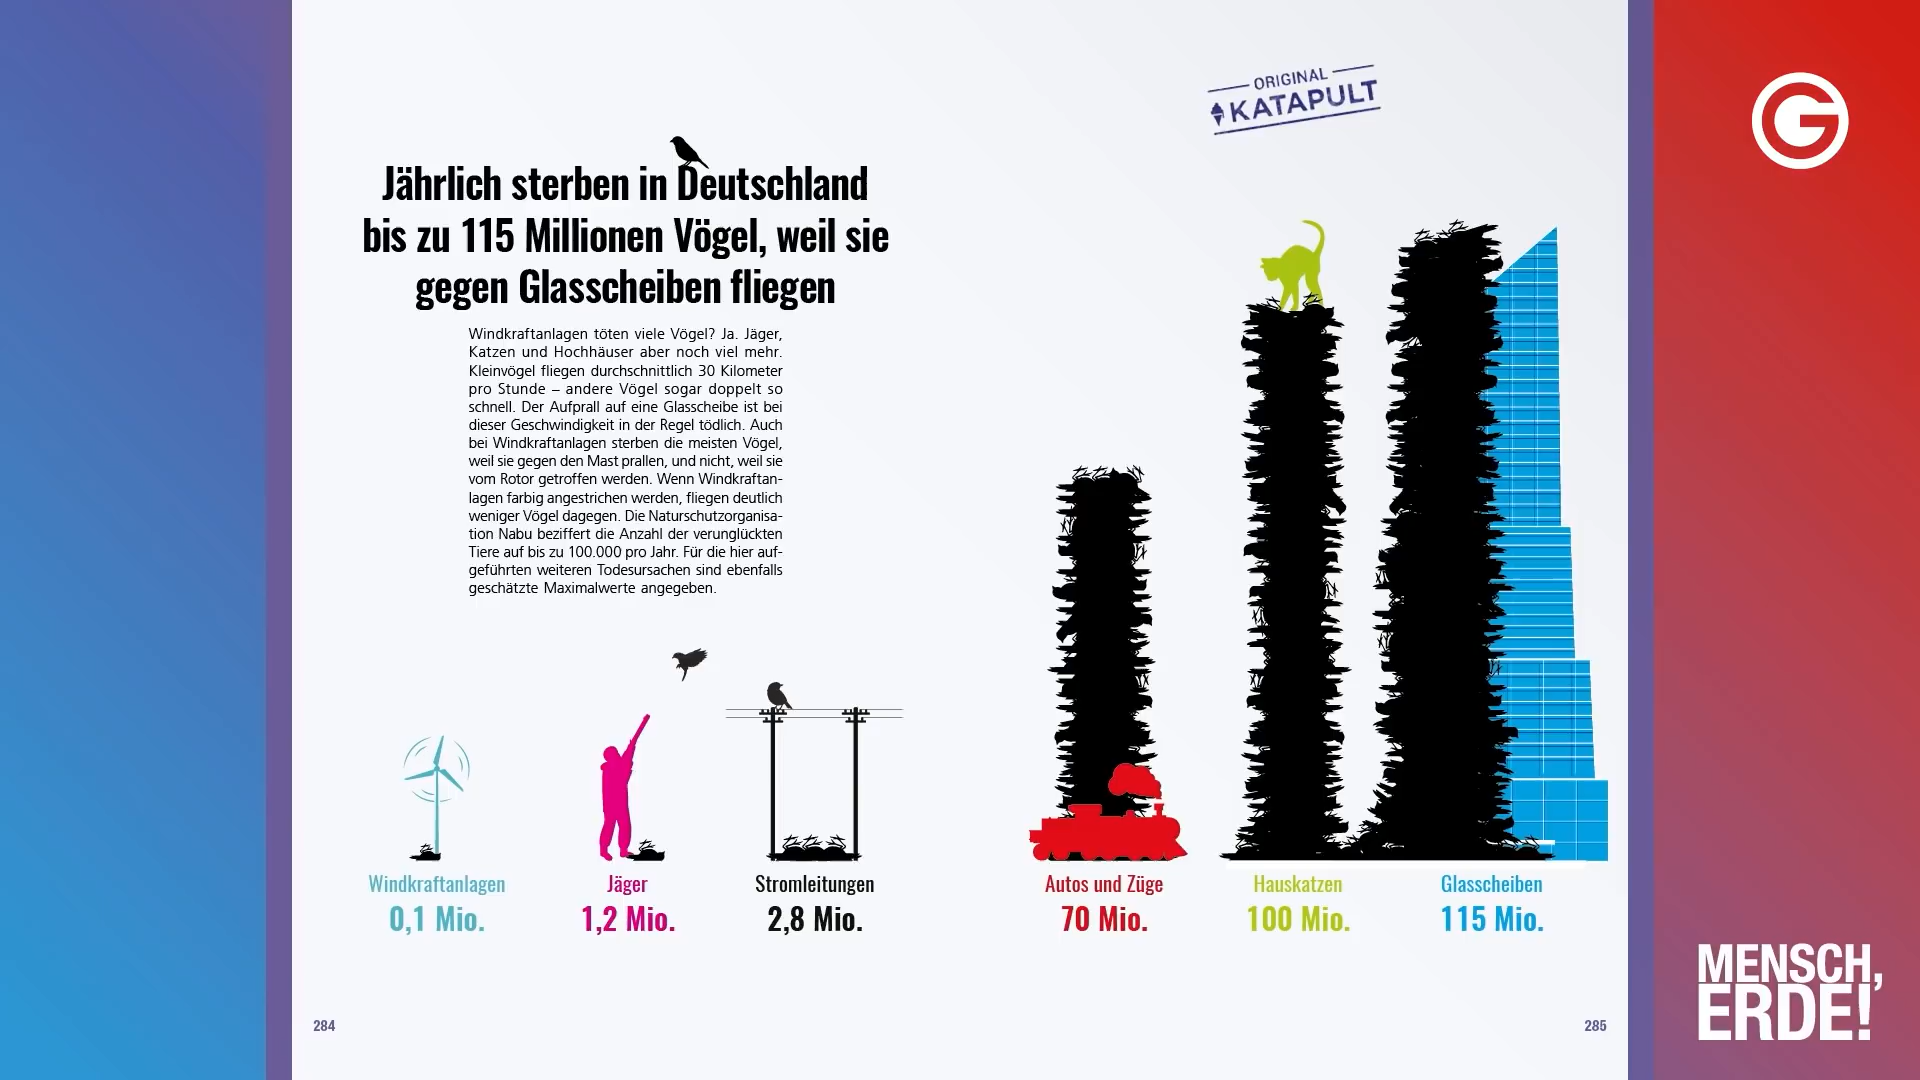 ORIGINAL
KATAPULT
Jährlich sterben in Deutschland
bis zu 115 Millionen Vögel, weil sie
gegen Glasscheiben fliegen
Windkraftanlagen töten viele Vögel? Ja. Jäger,
Katzen und Hochhäuser aber noch viel mehr.
Kleinvögel fliegen durchschnittlich 30 Kilometer
pro Stunde – andere Vögel sogar doppelt so
schnell. Der Aufprall auf eine Glasscheibe ist bei
dieser Geschwindigkeit in der Regel tödlich. Auch
bei Windkraftanlagen sterben die meisten Vögel,
weil sie gegen den Mast prallen, und nicht, weil sie
vom Rotor getroffen werden. Wenn Windkraftan-
lagen farbig angestrichen werden, fliegen deutlich
weniger Vögel dagegen. Die Naturschutzorganisa-
tion Nabu beziffert die Anzahl der verunglückten
Tiere auf bis zu 100.000 pro Jahr. Für die hier auf-
geführten weiteren Todesursachen sind ebenfalls
geschätzte Maximalwerte angegeben.
Windkraftanlagen
0,1 Mio.
Jäger
1,2 Mio.
Stromleitungen
2,8 Mio.
Autos und Züge
70 Mio.
Hauskatzen
100 Mio.
Glasscheiben
115 Mio.
284
285
G
MENSCH,
ERDE!